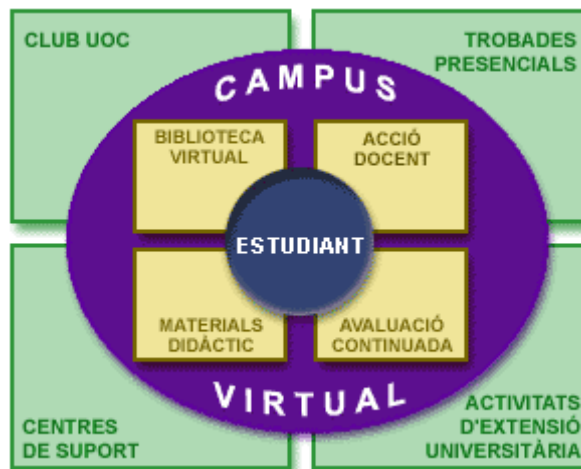 CLUB UOC
TROBADES
PRESENCIALS
CAMPUS
BIBLIOTECA
VIRTUAL
ACCIÓ
DOCENT
ESTUDIANT
MATERIALS
DIDÀCTIC
AVALUACIÓ
CONTINUADA
VIRTUAL
CENTRES
DE SUPORT
ACTIVITATS
D'EXTENSIÓ
UNIVERSITÀRIA